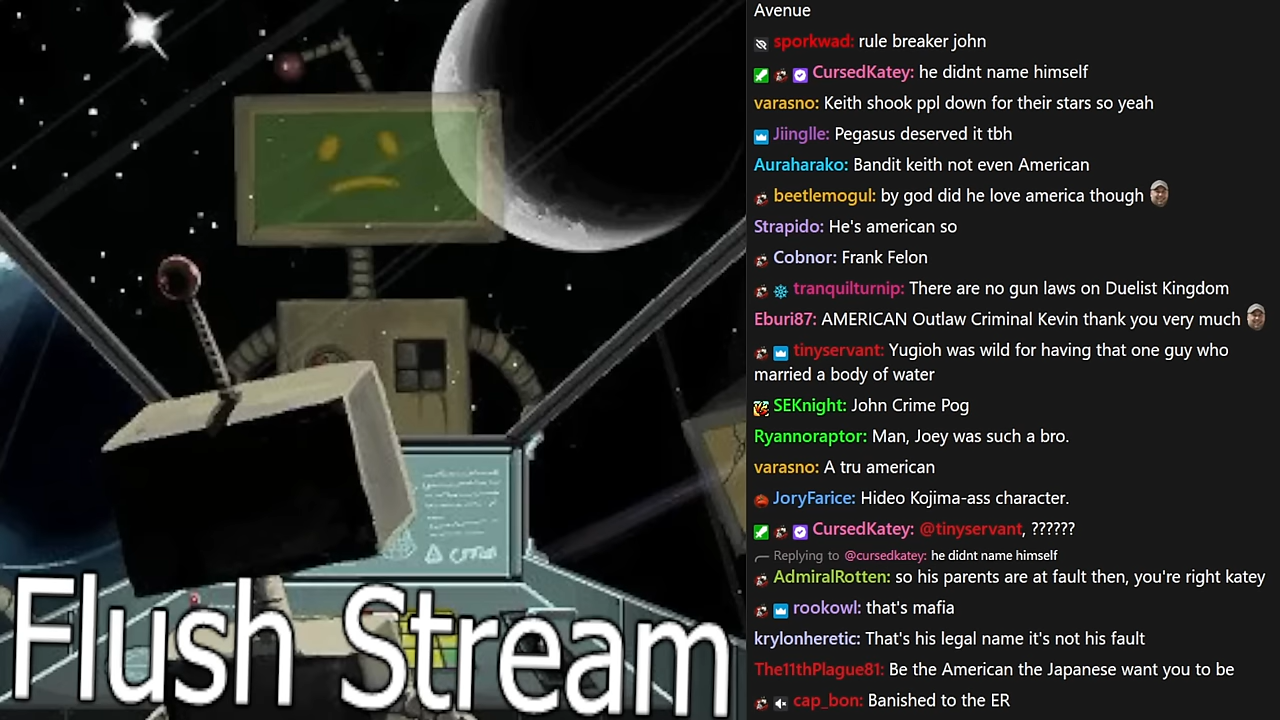 Avenue
sporkwad: rule breaker john
CursedKatey: he didnt name himself
varasno: Keith shook ppl down for their stars so yeah
Jiinglle: Pegasus deserved it tbh
Auraharako: Bandit keith not even American
beetlemogul: by god did he love america though
Strapido: He's american so
Cobnor: Frank Felon
tranquilturnip: There are no gun laws on Duelist Kingdom
Eburi87: AMERICAN Outlaw Criminal Kevin thank you very much
tinyservant: Yugioh was wild for having that one guy who
married a body of water
SEKnight: John Crime Pog
Ryannoraptor: Man, Joey was such a bro.
varasno: A tru american
JoryFarice: Hideo Kojima-ass character.
CursedKatey: @tinyservant, ??????
Replying to @cursedkatey: he didnt name himself
AdmiralRotten: so his parents are at fault then, you're right katey
rookowl: that's mafia
krylonheretic: That's his legal name it's not his fault
The11thPlague81: Be the American the Japanese want you to be
cap_bon: Banished to the ER
Flush Stream